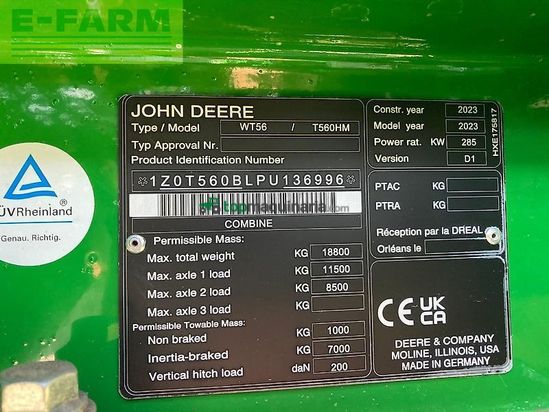 E-FARM
TÜVRheinland
Genau. Richtig.
JOHN DEERE
Type / Model WT56 / T560HM
Typ Approval Nr.
Product Identification Number
*1Z0T560BLPU136996*
topmaquinaria.com
COMBINE
Permissible Mass:
Max. total weight KG 18800
Max. axle 1 load KG 11500
Max. axle 2 load KG 8500
Max. axle 3 load KG
Permissible Towable Mass:
Non braked KG 1000
Inertia-braked KG 7000
Vertical hitch load daN 200
Constr. year 2023
Model year 2023
Power rat. KW 285
Version D1
HXE175817
PTAC KG
PTRA KG
Réception par la DREAL
Orléans le
CE UK CA
DEERE & COMPANY
MOLINE, ILLINOIS, USA
MADE IN GERMANY